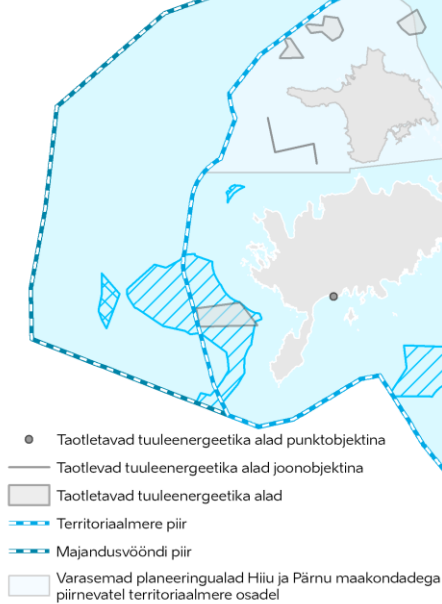 Taotletavad tuuleenergeetika alad punktobjektina
Taotlevad tuuleenergeetika alad joonobjektina
Taotletavad tuuleenergeetika alad
Territoriaalmere piir
Majandusvööndi piir
Varasemad planeeringualad Hiiu ja Pärnu maakondadega
piirnevatel territoriaalmere osadel